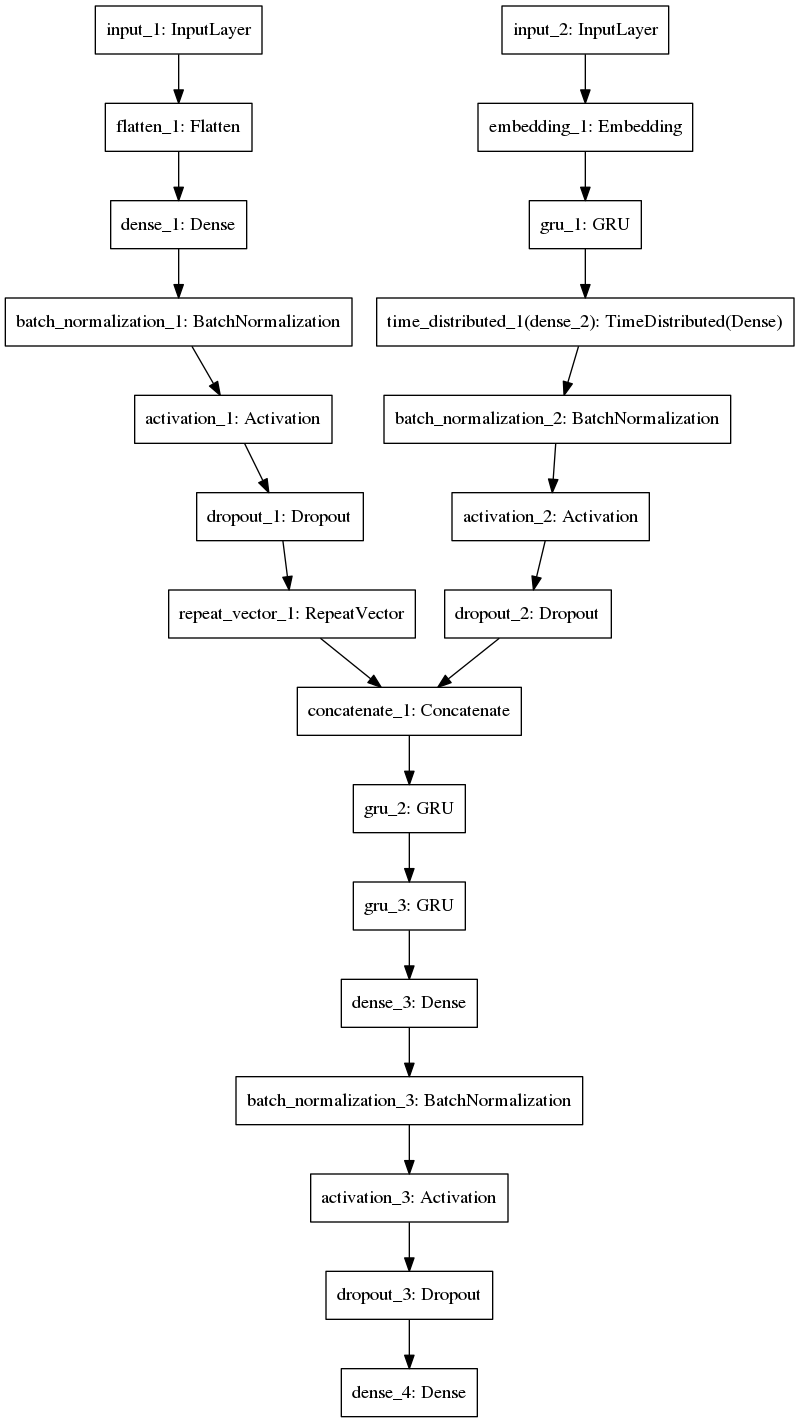 input_1: InputLayer
input_2: InputLayer
flatten_1: Flatten
embedding_1: Embedding
dense_1: Dense
gru_1: GRU
batch_normalization_1: BatchNormalization
time_distributed_1(dense_2): TimeDistributed(Dense)
activation_1: Activation
batch_normalization_2: BatchNormalization
dropout_1: Dropout
activation_2: Activation
repeat_vector_1: RepeatVector
dropout_2: Dropout
concatenate_1: Concatenate
gru_2: GRU
gru_3: GRU
dense_3: Dense
batch_normalization_3: BatchNormalization
activation_3: Activation
dropout_3: Dropout
dense_4: Dense